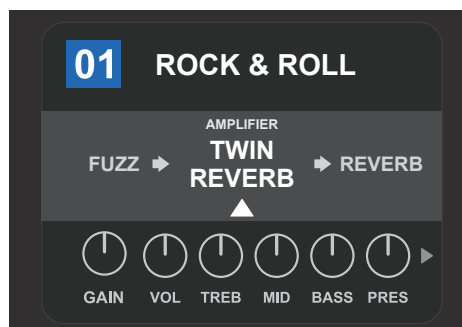 01 ROCK & ROLL
AMPLIFIER
FUZZ TWIN REVERB REVERB
GAIN VOL TREB MID BASS PRES